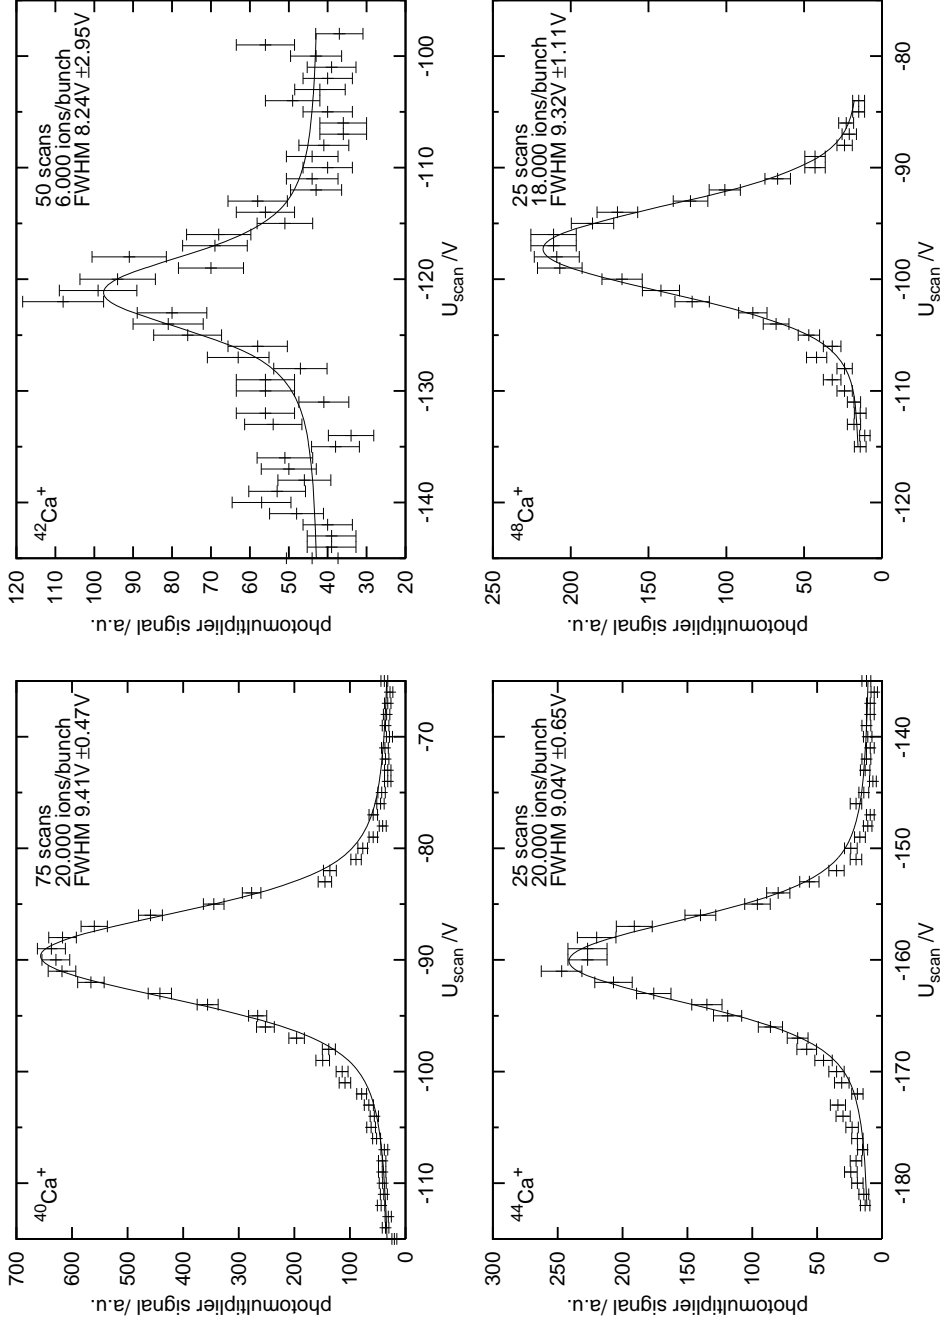 ⁴⁰Ca⁺
75 scans
20.000 ions/bunch
FWHM 9.41V ±0.47V
photomultiplier signal /a.u.
700
600
500
400
300
200
100
0
-110
-100
-90
-80
-70
U_scan /V
⁴²Ca⁺
50 scans
6.000 ions/bunch
FWHM 8.24V ±2.95V
photomultiplier signal /a.u.
120
110
100
90
80
70
60
50
40
30
20
-140
-130
-120
-110
-100
U_scan /V
⁴⁴Ca⁺
25 scans
20.000 ions/bunch
FWHM 9.04V ±0.65V
photomultiplier signal /a.u.
300
250
200
150
100
50
0
-180
-170
-160
-150
-140
U_scan /V
⁴⁸Ca⁺
25 scans
18.000 ions/bunch
FWHM 9.32V ±1.11V
photomultiplier signal /a.u.
250
200
150
100
50
0
-120
-110
-100
-90
-80
U_scan /V